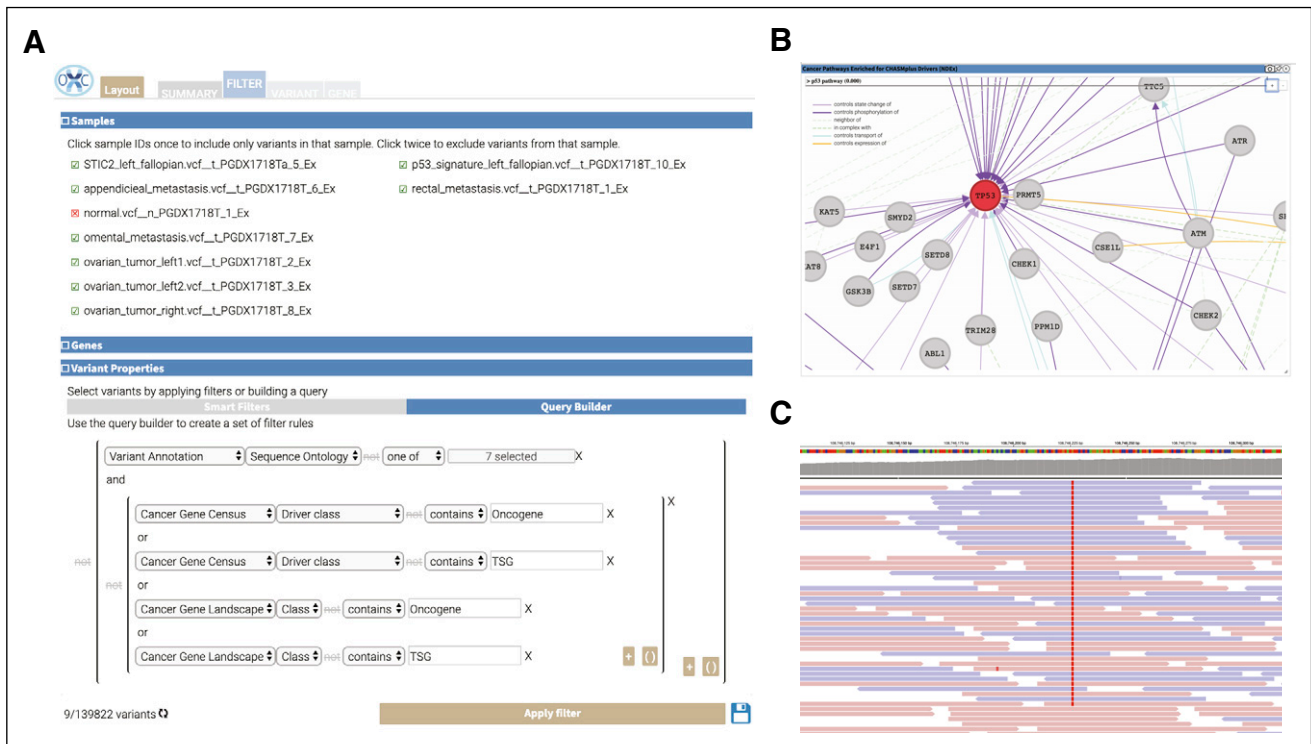 A
OXC
Layout
SUMMARY
FILTER
VARIANT
GENE
Samples
Click sample IDs once to include only variants in that sample. Click twice to exclude variants from that sample.
STIC2_left_fallopian.vcf__t_PGDX1718Ta_5_Ex
p53_signature_left_fallopian.vcf__t_PGDX1718T_10_Ex
appendicieal_metastasis.vcf__t_PGDX1718T_6_Ex
rectal_metastasis.vcf__t_PGDX1718T_1_Ex
normal.vcf__n_PGDX1718T_1_Ex
omental_metastasis.vcf__t_PGDX1718T_7_Ex
ovarian_tumor_left1.vcf__t_PGDX1718T_2_Ex
ovarian_tumor_left2.vcf__t_PGDX1718T_3_Ex
ovarian_tumor_right.vcf__t_PGDX1718T_8_Ex
Genes
Variant Properties
Select variants by applying filters or building a query
Smart Filters
Query Builder
Use the query builder to create a set of filter rules
Variant Annotation Sequence Ontology not one of 7 selected X
and
X
Cancer Gene Census Driver class not contains Oncogene X
or
Cancer Gene Census Driver class not contains TSG X
not
not
or
Cancer Gene Landscape Class not contains Oncogene X
or
Cancer Gene Landscape Class not contains TSG X
+ ()
+ ()
9/139822 variants
Apply filter
B
Cancer Pathways Enriched for CHASMplus Drivers (NDEx)
> p53 pathway (0.000)
controls state change of
controls phosphorylation of
neighbor of
in complex with
controls transport of
controls expression of
TTC5
ATR
TP53
PRMT5
KAT5
SMYD2
ATM
E4F1
CSE1L
SETD8
CHEK1
GSK3B
SETD7
CHEK2
TRIM28
PPM1D
ABL1
C